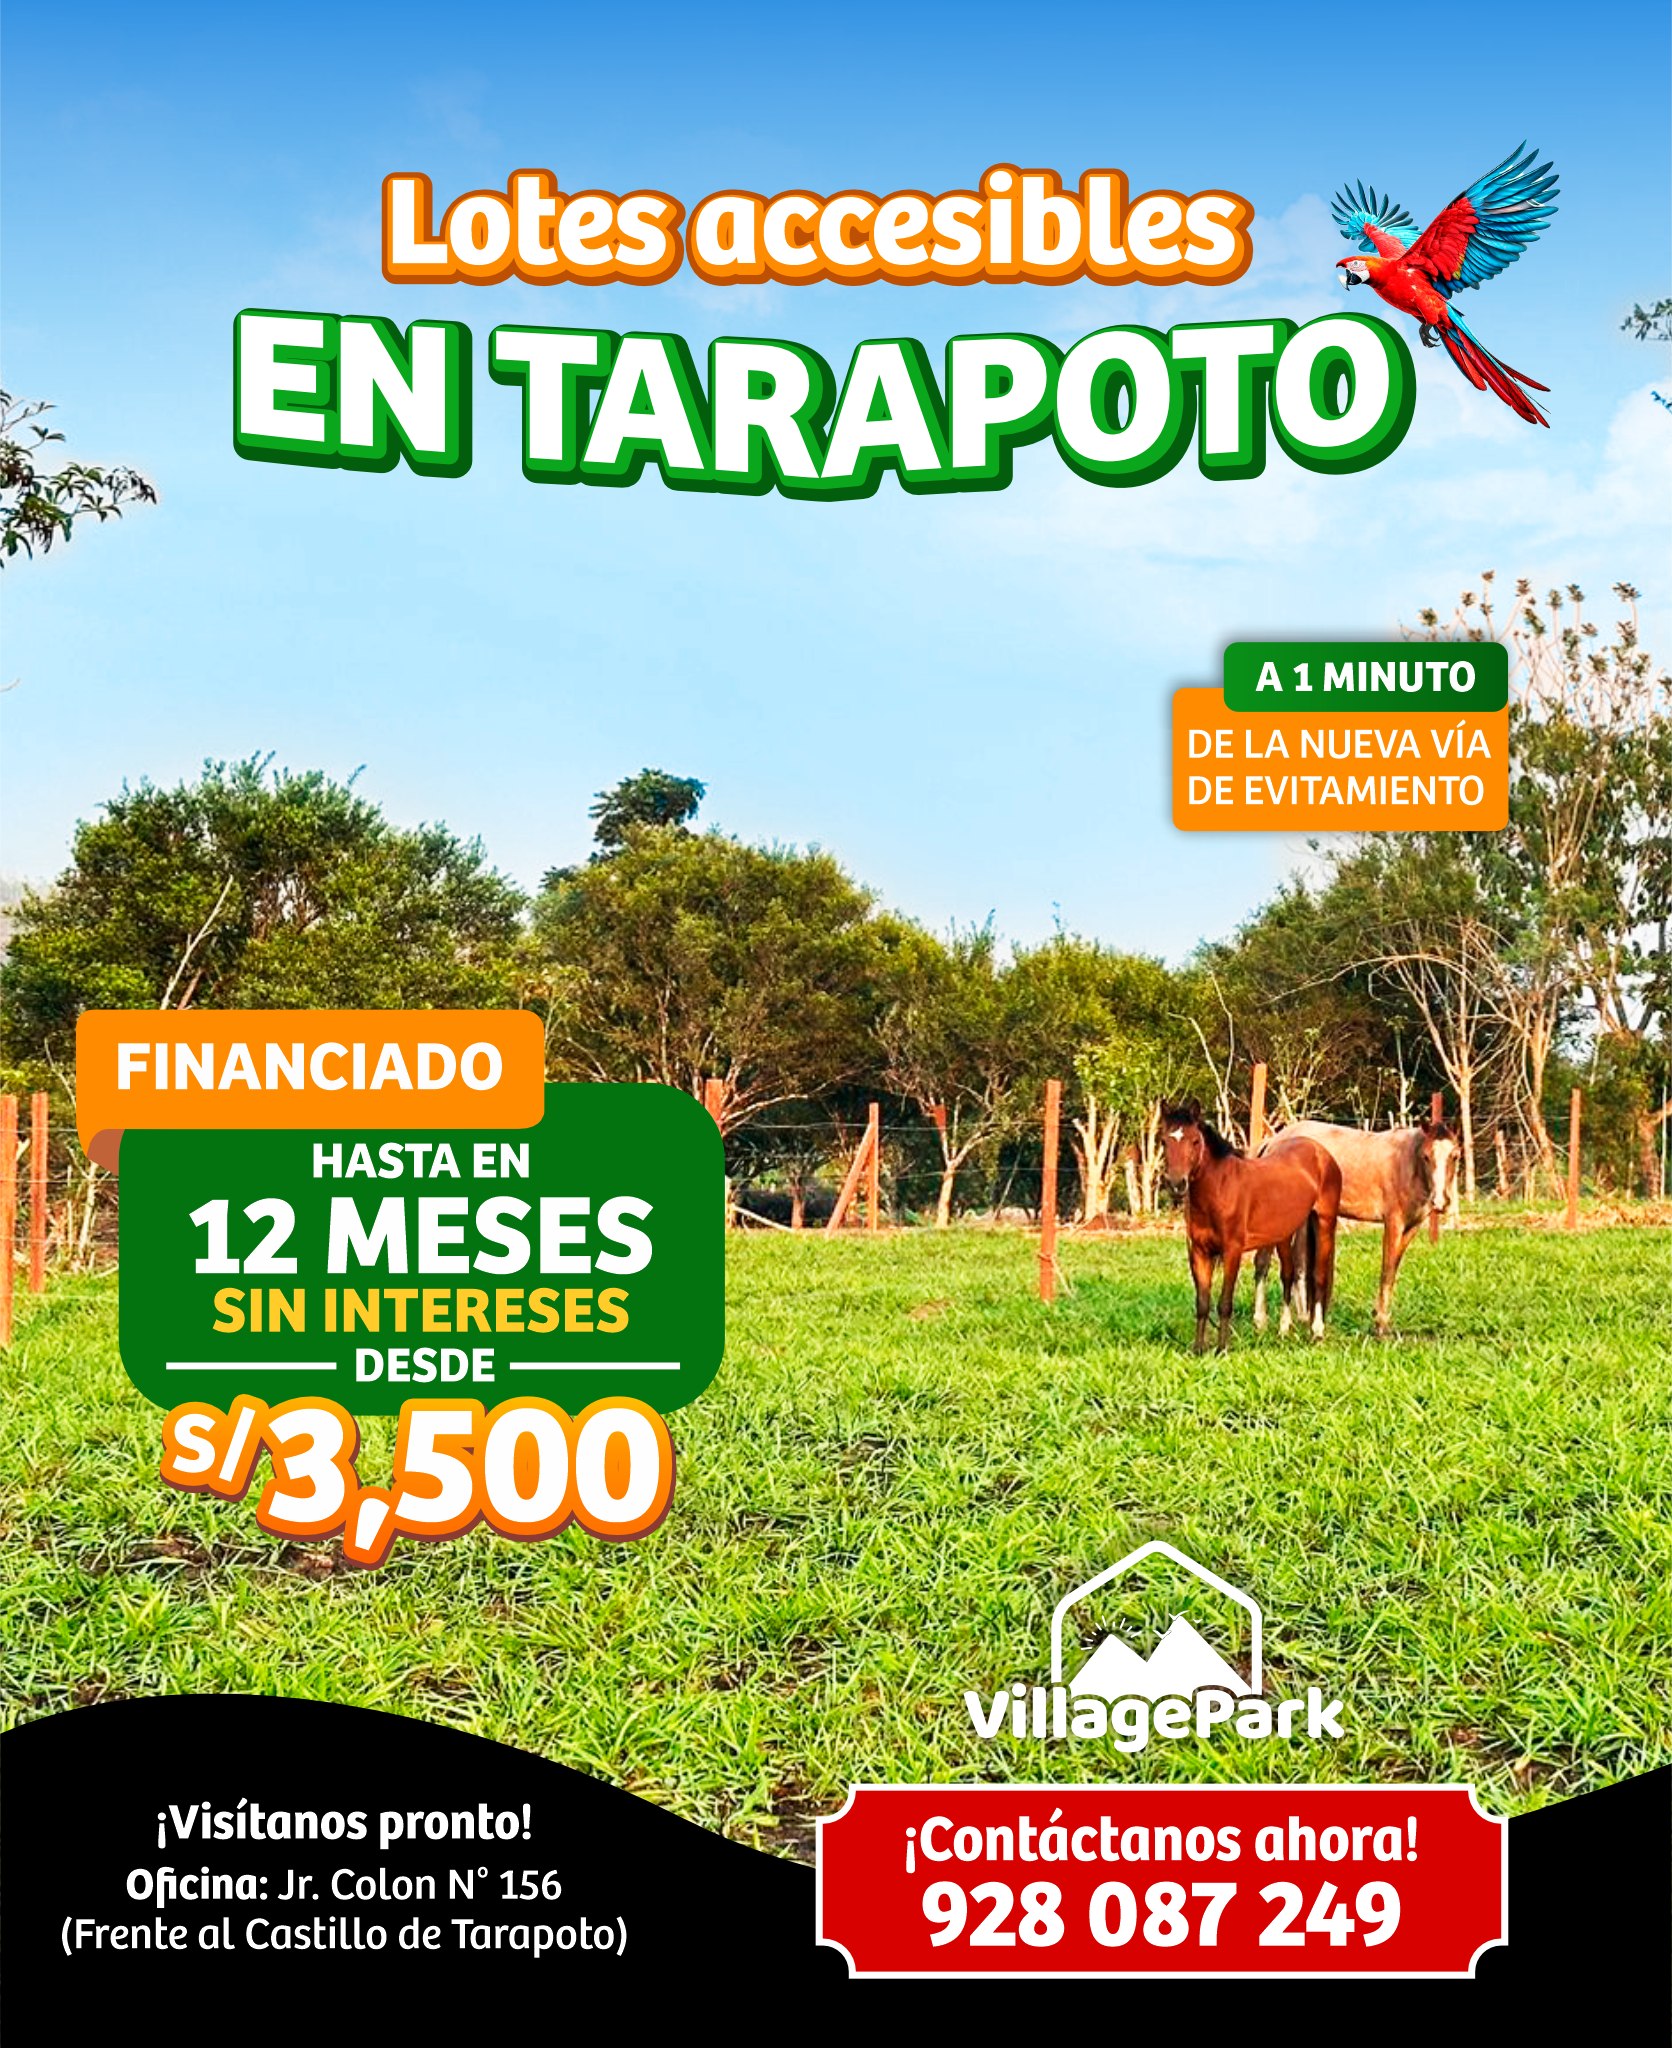 Lotes accesibles
EN TARAPOTO
A 1 MINUTO
DE LA NUEVA VÍA
DE EVITAMIENTO
FINANCIADO
HASTA EN
12 MESES
SIN INTERESES
DESDE
S/3,500
VillagePark
¡Visítanos pronto!
Oficina: Jr. Colon N° 156
(Frente al Castillo de Tarapoto)
¡Contáctanos ahora!
928 087 249